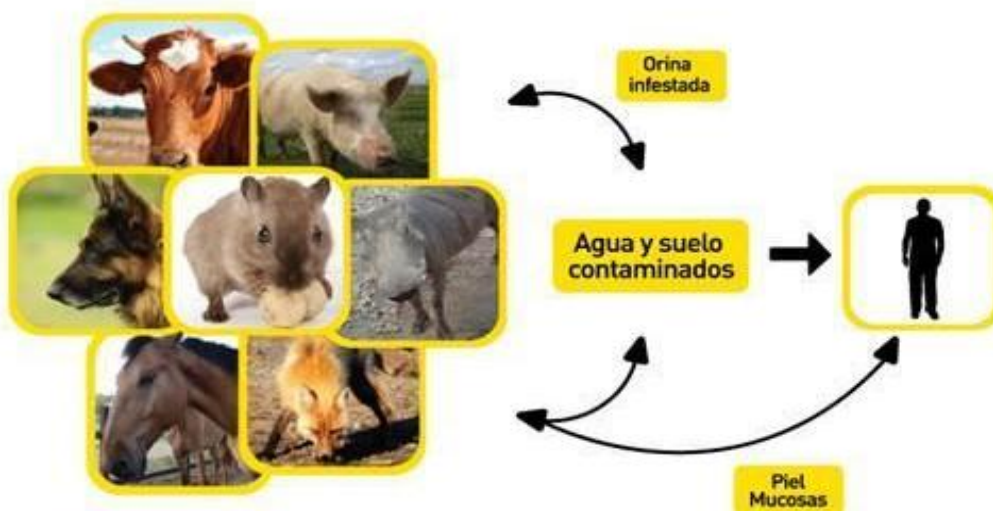 Orina
infestada
Agua y suelo
contaminados
Piel
Mucosas